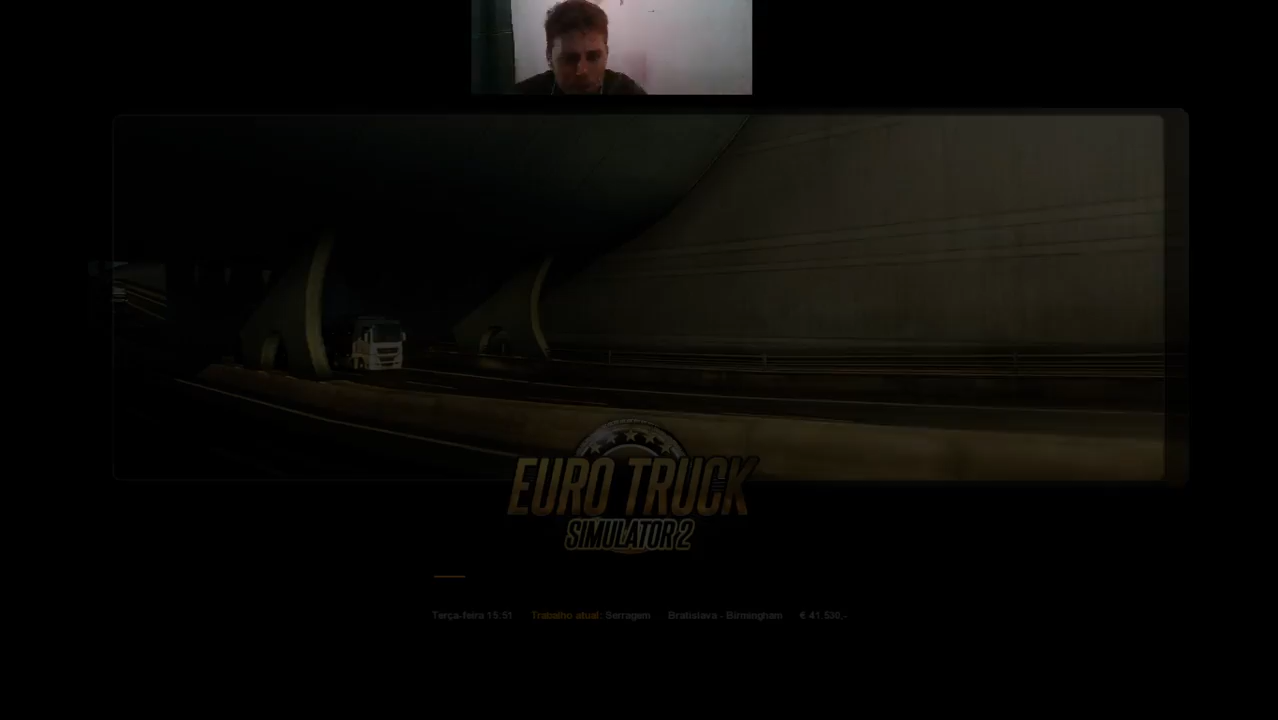 EURO TRUCK
SIMULATOR 2
Terça-feira 15:51 Trabalho atual: Serragem Bratislava - Birmingham € 41.530,-